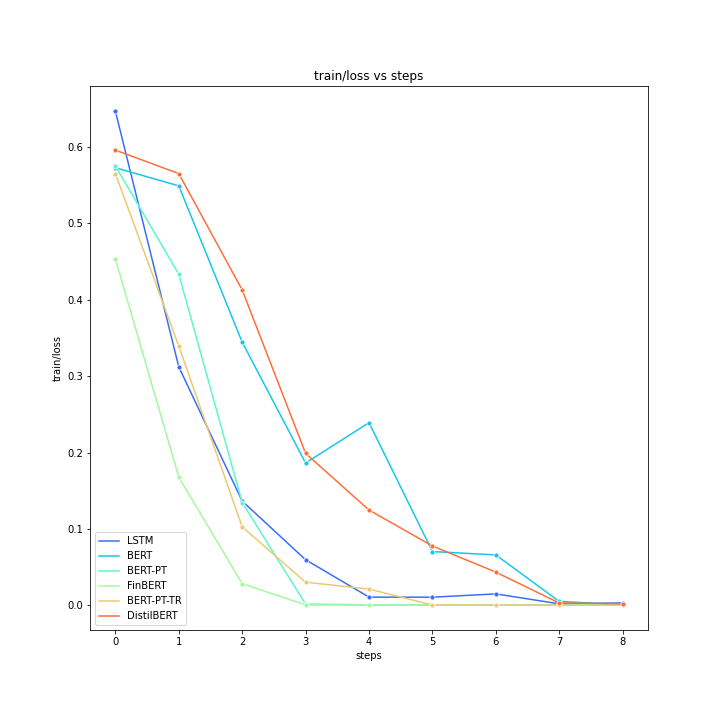 train/loss vs steps
train/loss
0.6
0.5
0.4
0.3
0.2
0.1
0.0
LSTM
BERT
BERT-PT
FinBERT
BERT-PT-TR
DistilBERT
0 1 2 3 4 5 6 7 8
steps